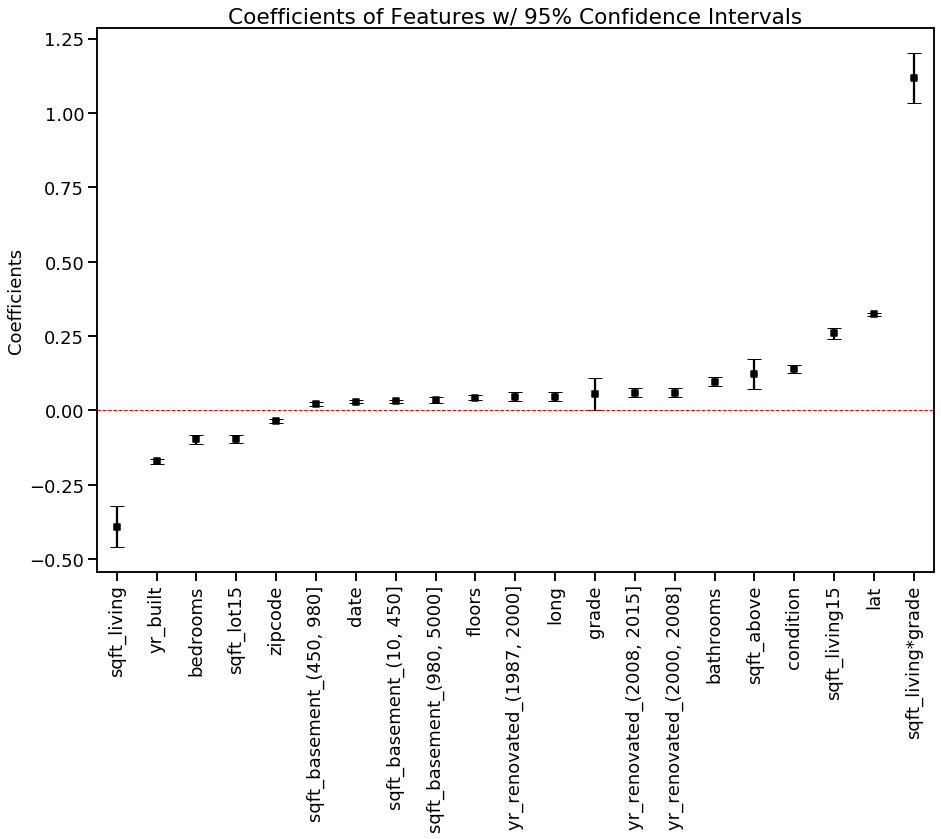 Coefficients of Features w/ 95% Confidence Intervals
1.25
1.00
0.75
0.50
0.25
0.00
−0.25
−0.50
Coefficients
sqft_living
yr_built
bedrooms
sqft_lot15
zipcode
sqft_basement_(450, 980]
date
sqft_basement_(10, 450]
sqft_basement_(980, 5000]
floors
yr_renovated_(1987, 2000]
long
grade
yr_renovated_(2008, 2015]
yr_renovated_(2000, 2008]
bathrooms
sqft_above
condition
sqft_living15
lat
sqft_living*grade